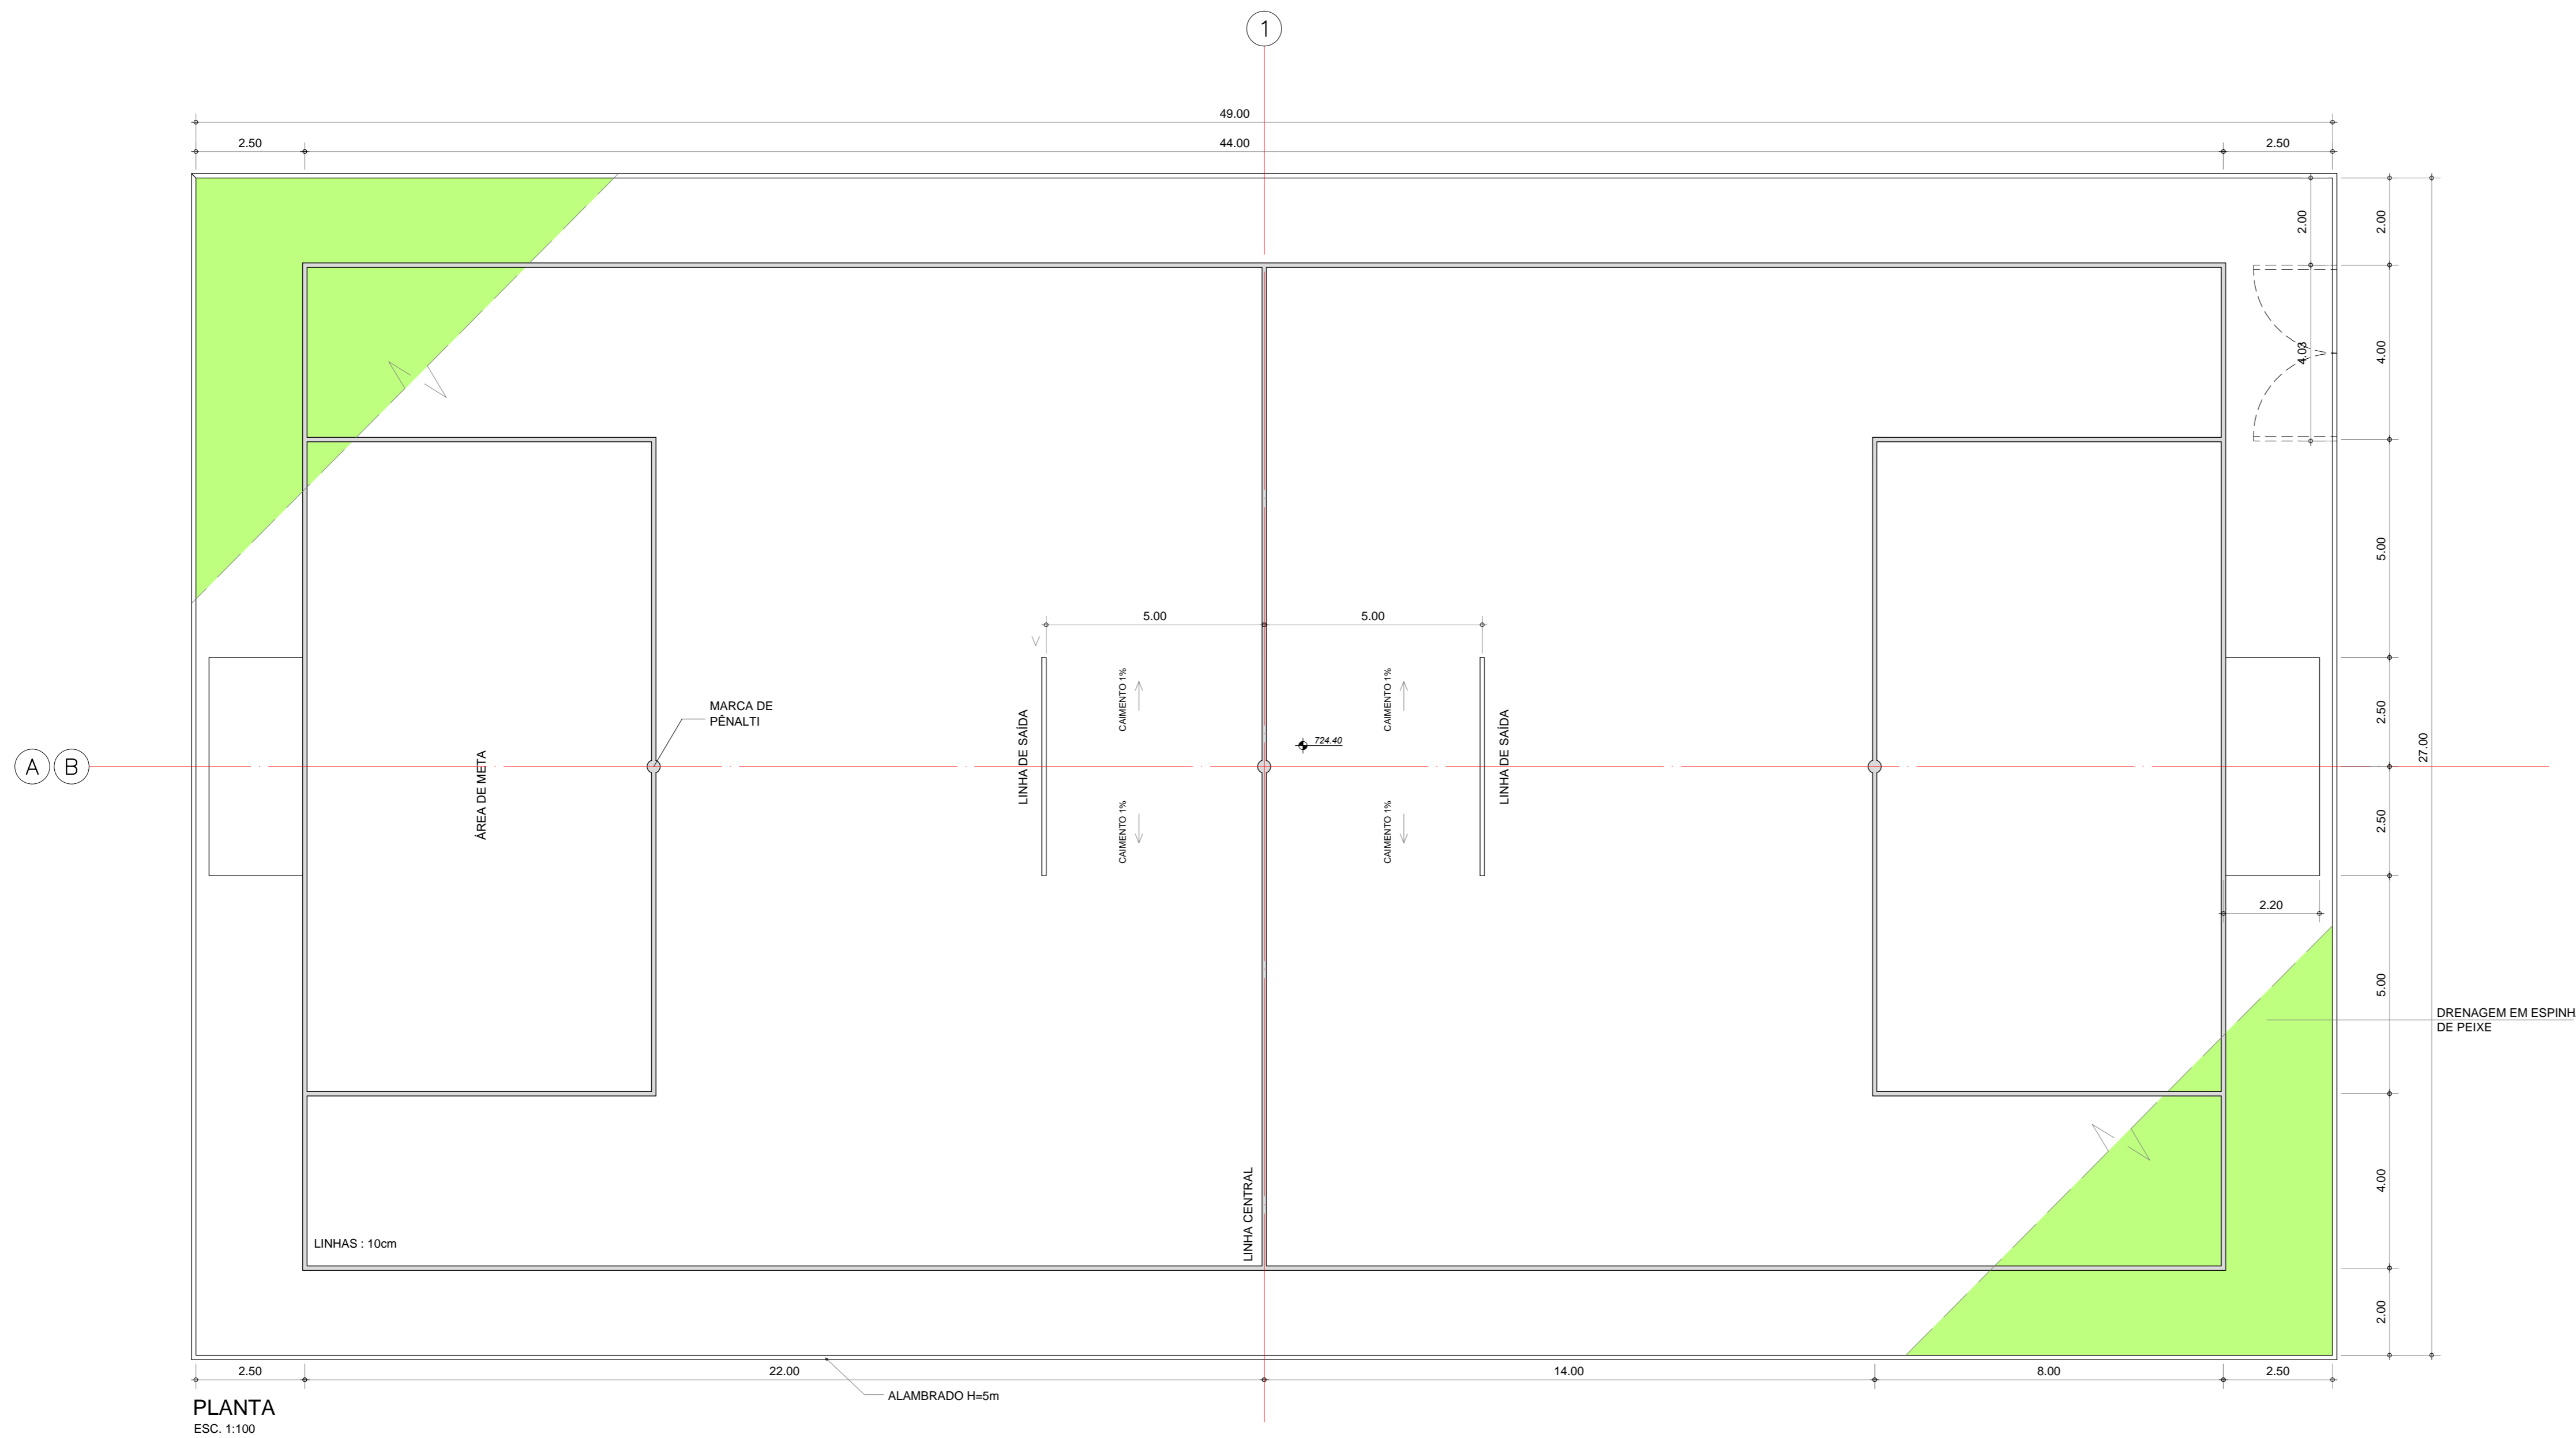 1
49.00
2.50
44.00
2.50
2.00
2.00
4.03
4.00
5.00
5.00
5.00
CAIMENTO 1%
CAIMENTO 1%
MARCA DE
PÊNALTI
LINHA DE SAÍDA
LINHA DE SAÍDA
724.40
2.50
27.00
A
B
ÁREA DE META
CAIMENTO 1%
CAIMENTO 1%
2.50
2.20
5.00
DRENAGEM EM ESPINH
DE PEIXE
4.00
LINHA CENTRAL
LINHAS : 10cm
2.00
2.50
22.00
14.00
8.00
2.50
ALAMBRADO H=5m
PLANTA
ESC. 1:100